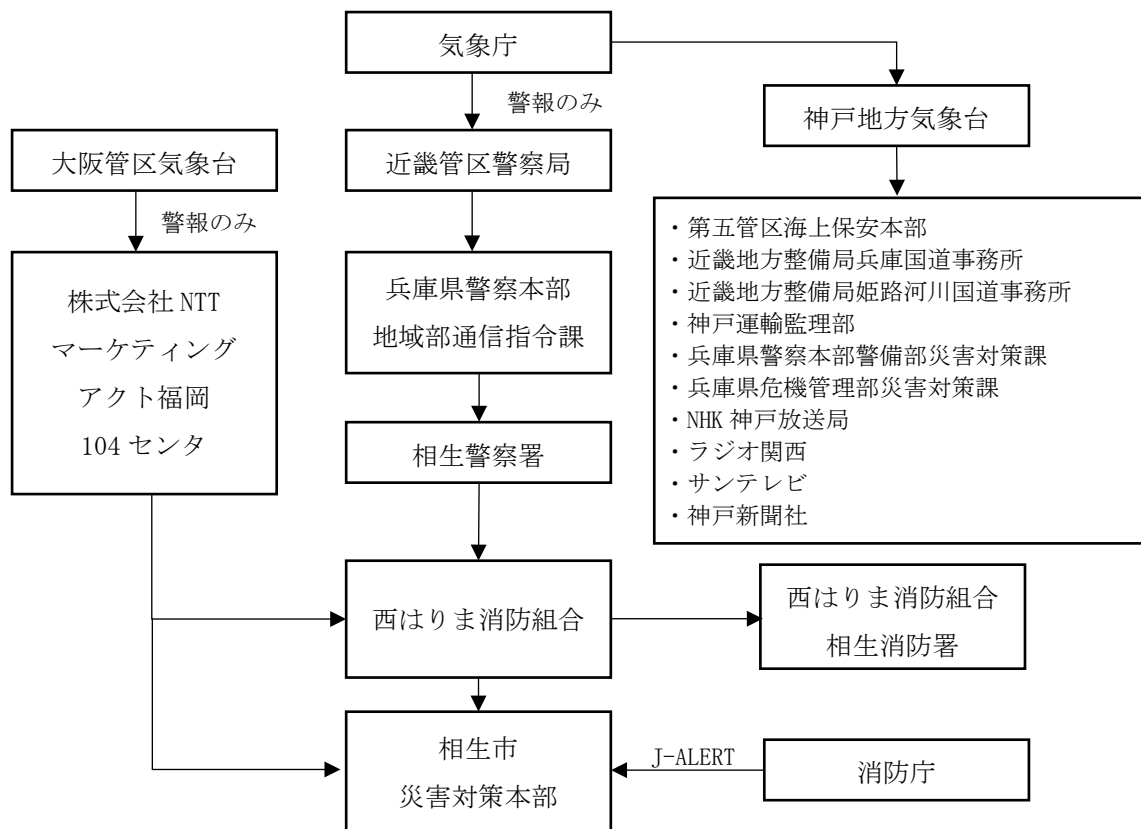 気象庁
警報のみ
神戸地方気象台
大阪管区気象台
近畿管区警察局
警報のみ
・第五管区海上保安本部
・近畿地方整備局兵庫国道事務所
・近畿地方整備局姫路河川国道事務所
・神戸運輸監理部
・兵庫県警察本部警備部災害対策課
・兵庫県危機管理部災害対策課
・NHK 神戸放送局
・ラジオ関西
・サンテレビ
・神戸新聞社
株式会社 NTT
マーケティング
アクト福岡
104 センタ
兵庫県警察本部
地域部通信指令課
相生警察署
西はりま消防組合
西はりま消防組合
相生消防署
相生市
災害対策本部
J-ALERT
消防庁